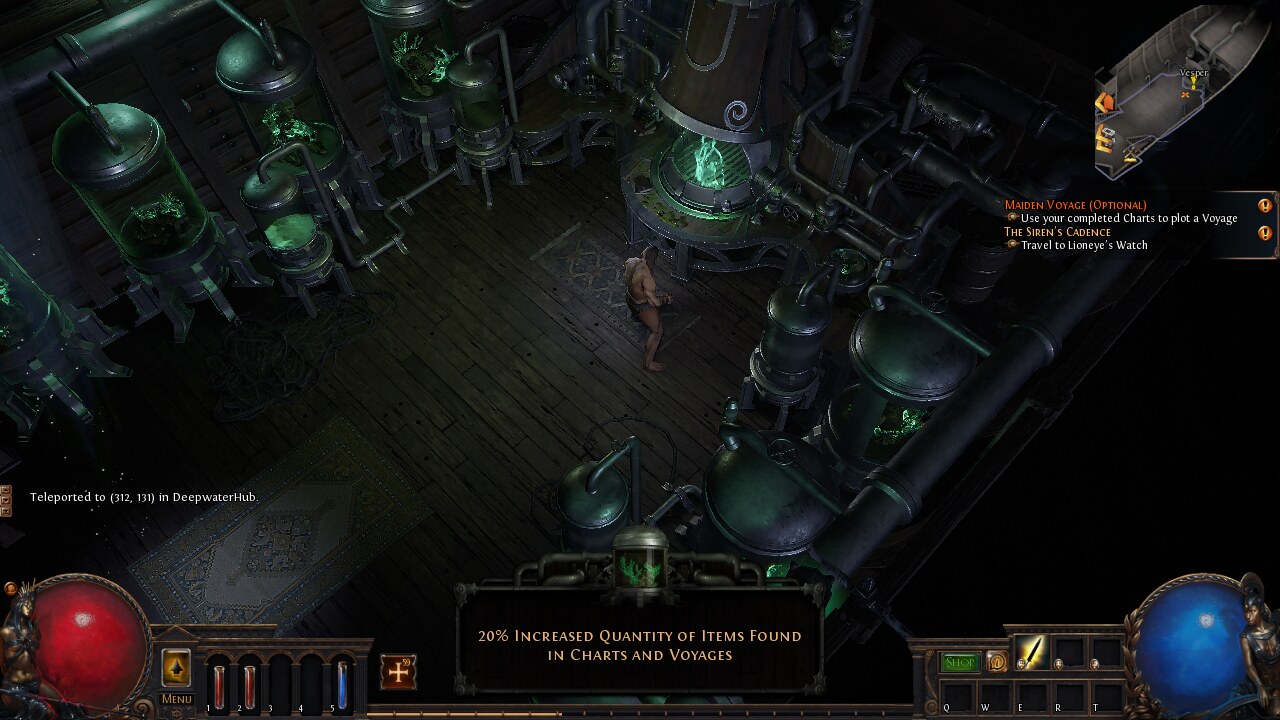 Vesper
Maiden Voyage (Optional)
Use your completed Charts to plot a Voyage
The Siren's Cadence
Travel to Lioneye's Watch
Teleported to (312, 131) in DeepwaterHub.
20% Increased Quantity of Items Found
in Charts and Voyages
Menu
1 2 3 4 5
39
Shop
Q W E R T